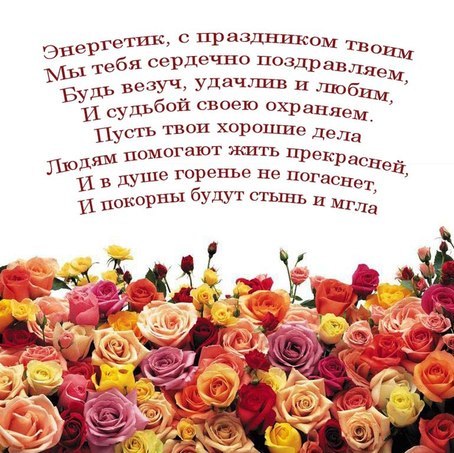 Энергетик, с праздником твоим
Мы тебя сердечно поздравляем,
Будь везуч, удачлив и любим,
И судьбой своею охраняем.
Пусть твои хорошие дела
Людям помогают жить прекрасней,
И в душе горенье не погаснет,
И покорны будут стынь и мгла